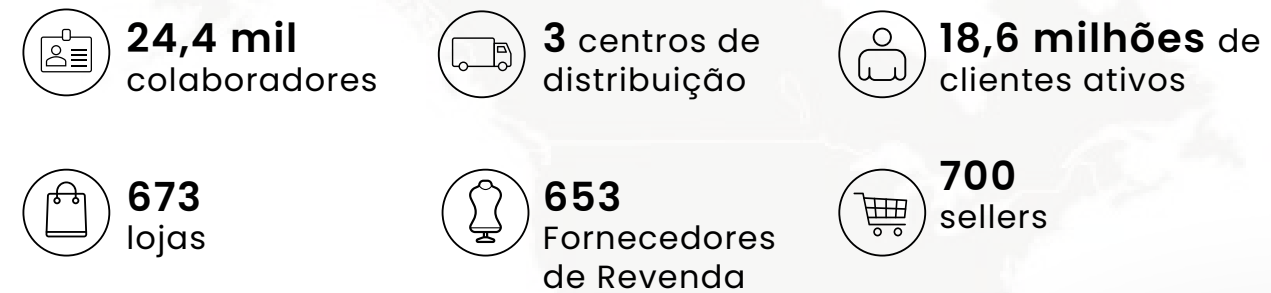 24,4 mil
colaboradores
3 centros de
distribuição
18,6 milhões de
clientes ativos
673
lojas
653
Fornecedores
de Revenda
700
sellers